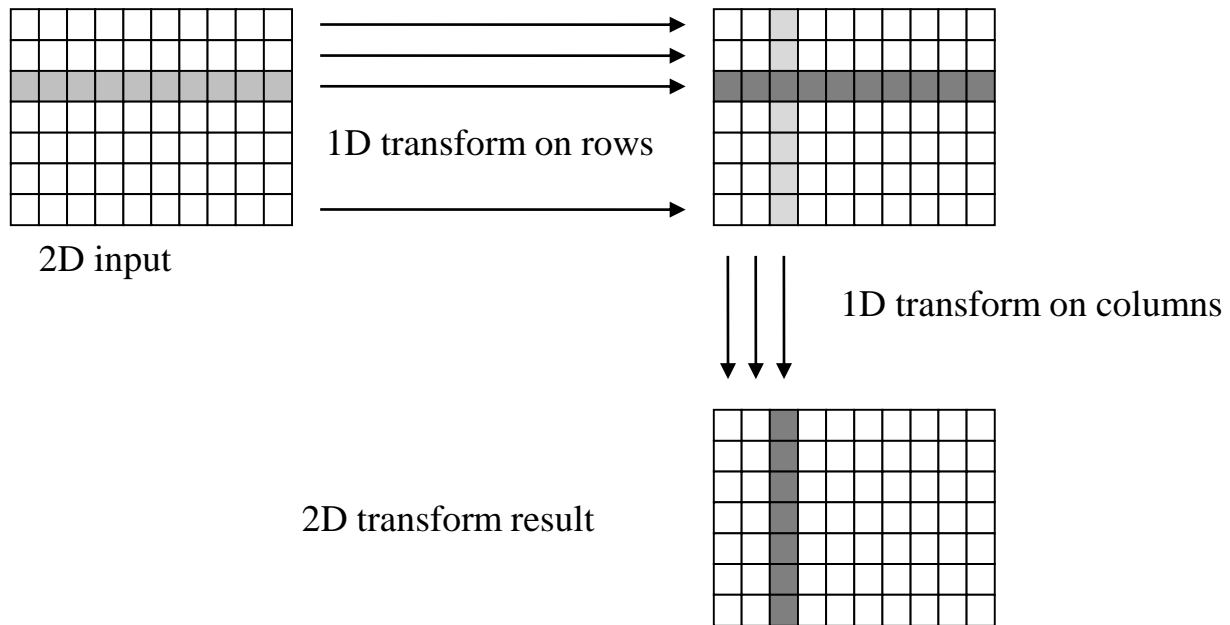 1D transform on rows
2D input
1D transform on columns
2D transform result